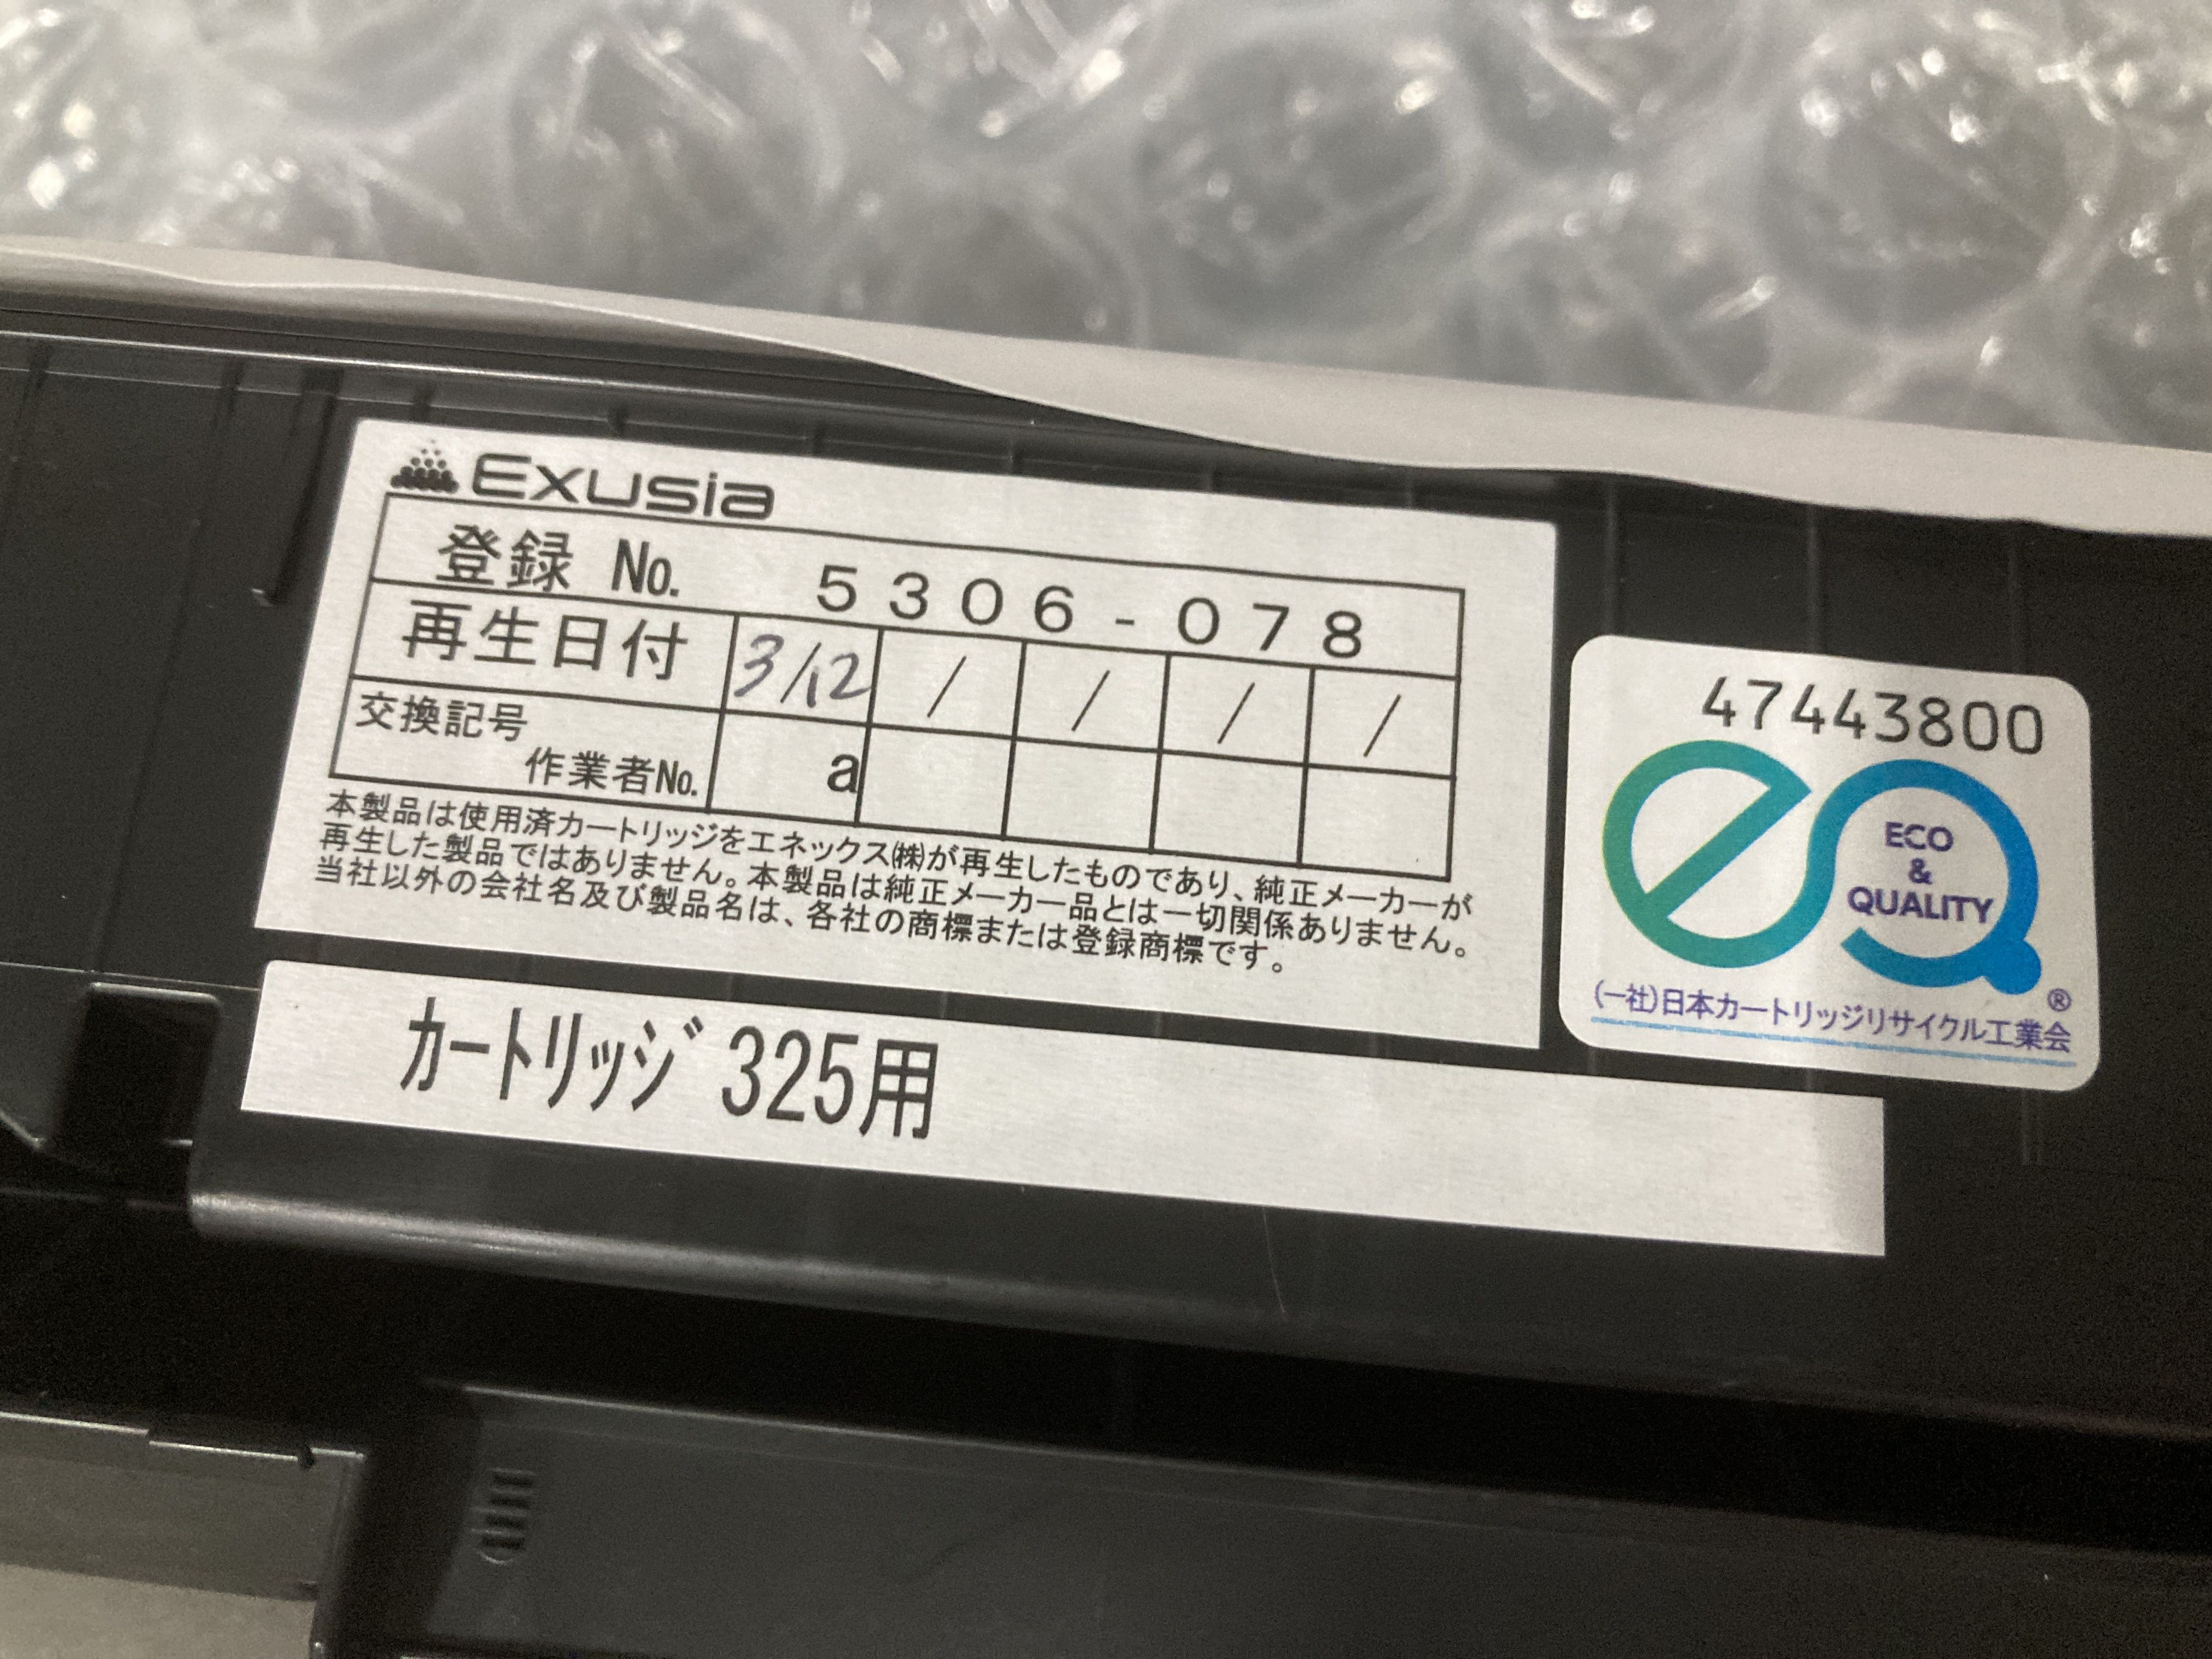 Exusia
登録 No. 5306-078
再生日付 3/12 / / / /
交換記号
作業者No. a
本製品は使用済カートリッジをエネックス㈱が再生したものであり、純正メーカーが
再生した製品ではありません。本製品は純正メーカー品とは一切関係ありません。
当社以外の会社名及び製品名は、各社の商標または登録商標です。
47443800
eQ
ECO
&
QUALITY
®
(一社)日本カートリッジリサイクル工業会
ｶｰﾄﾘｯｼﾞ 325用